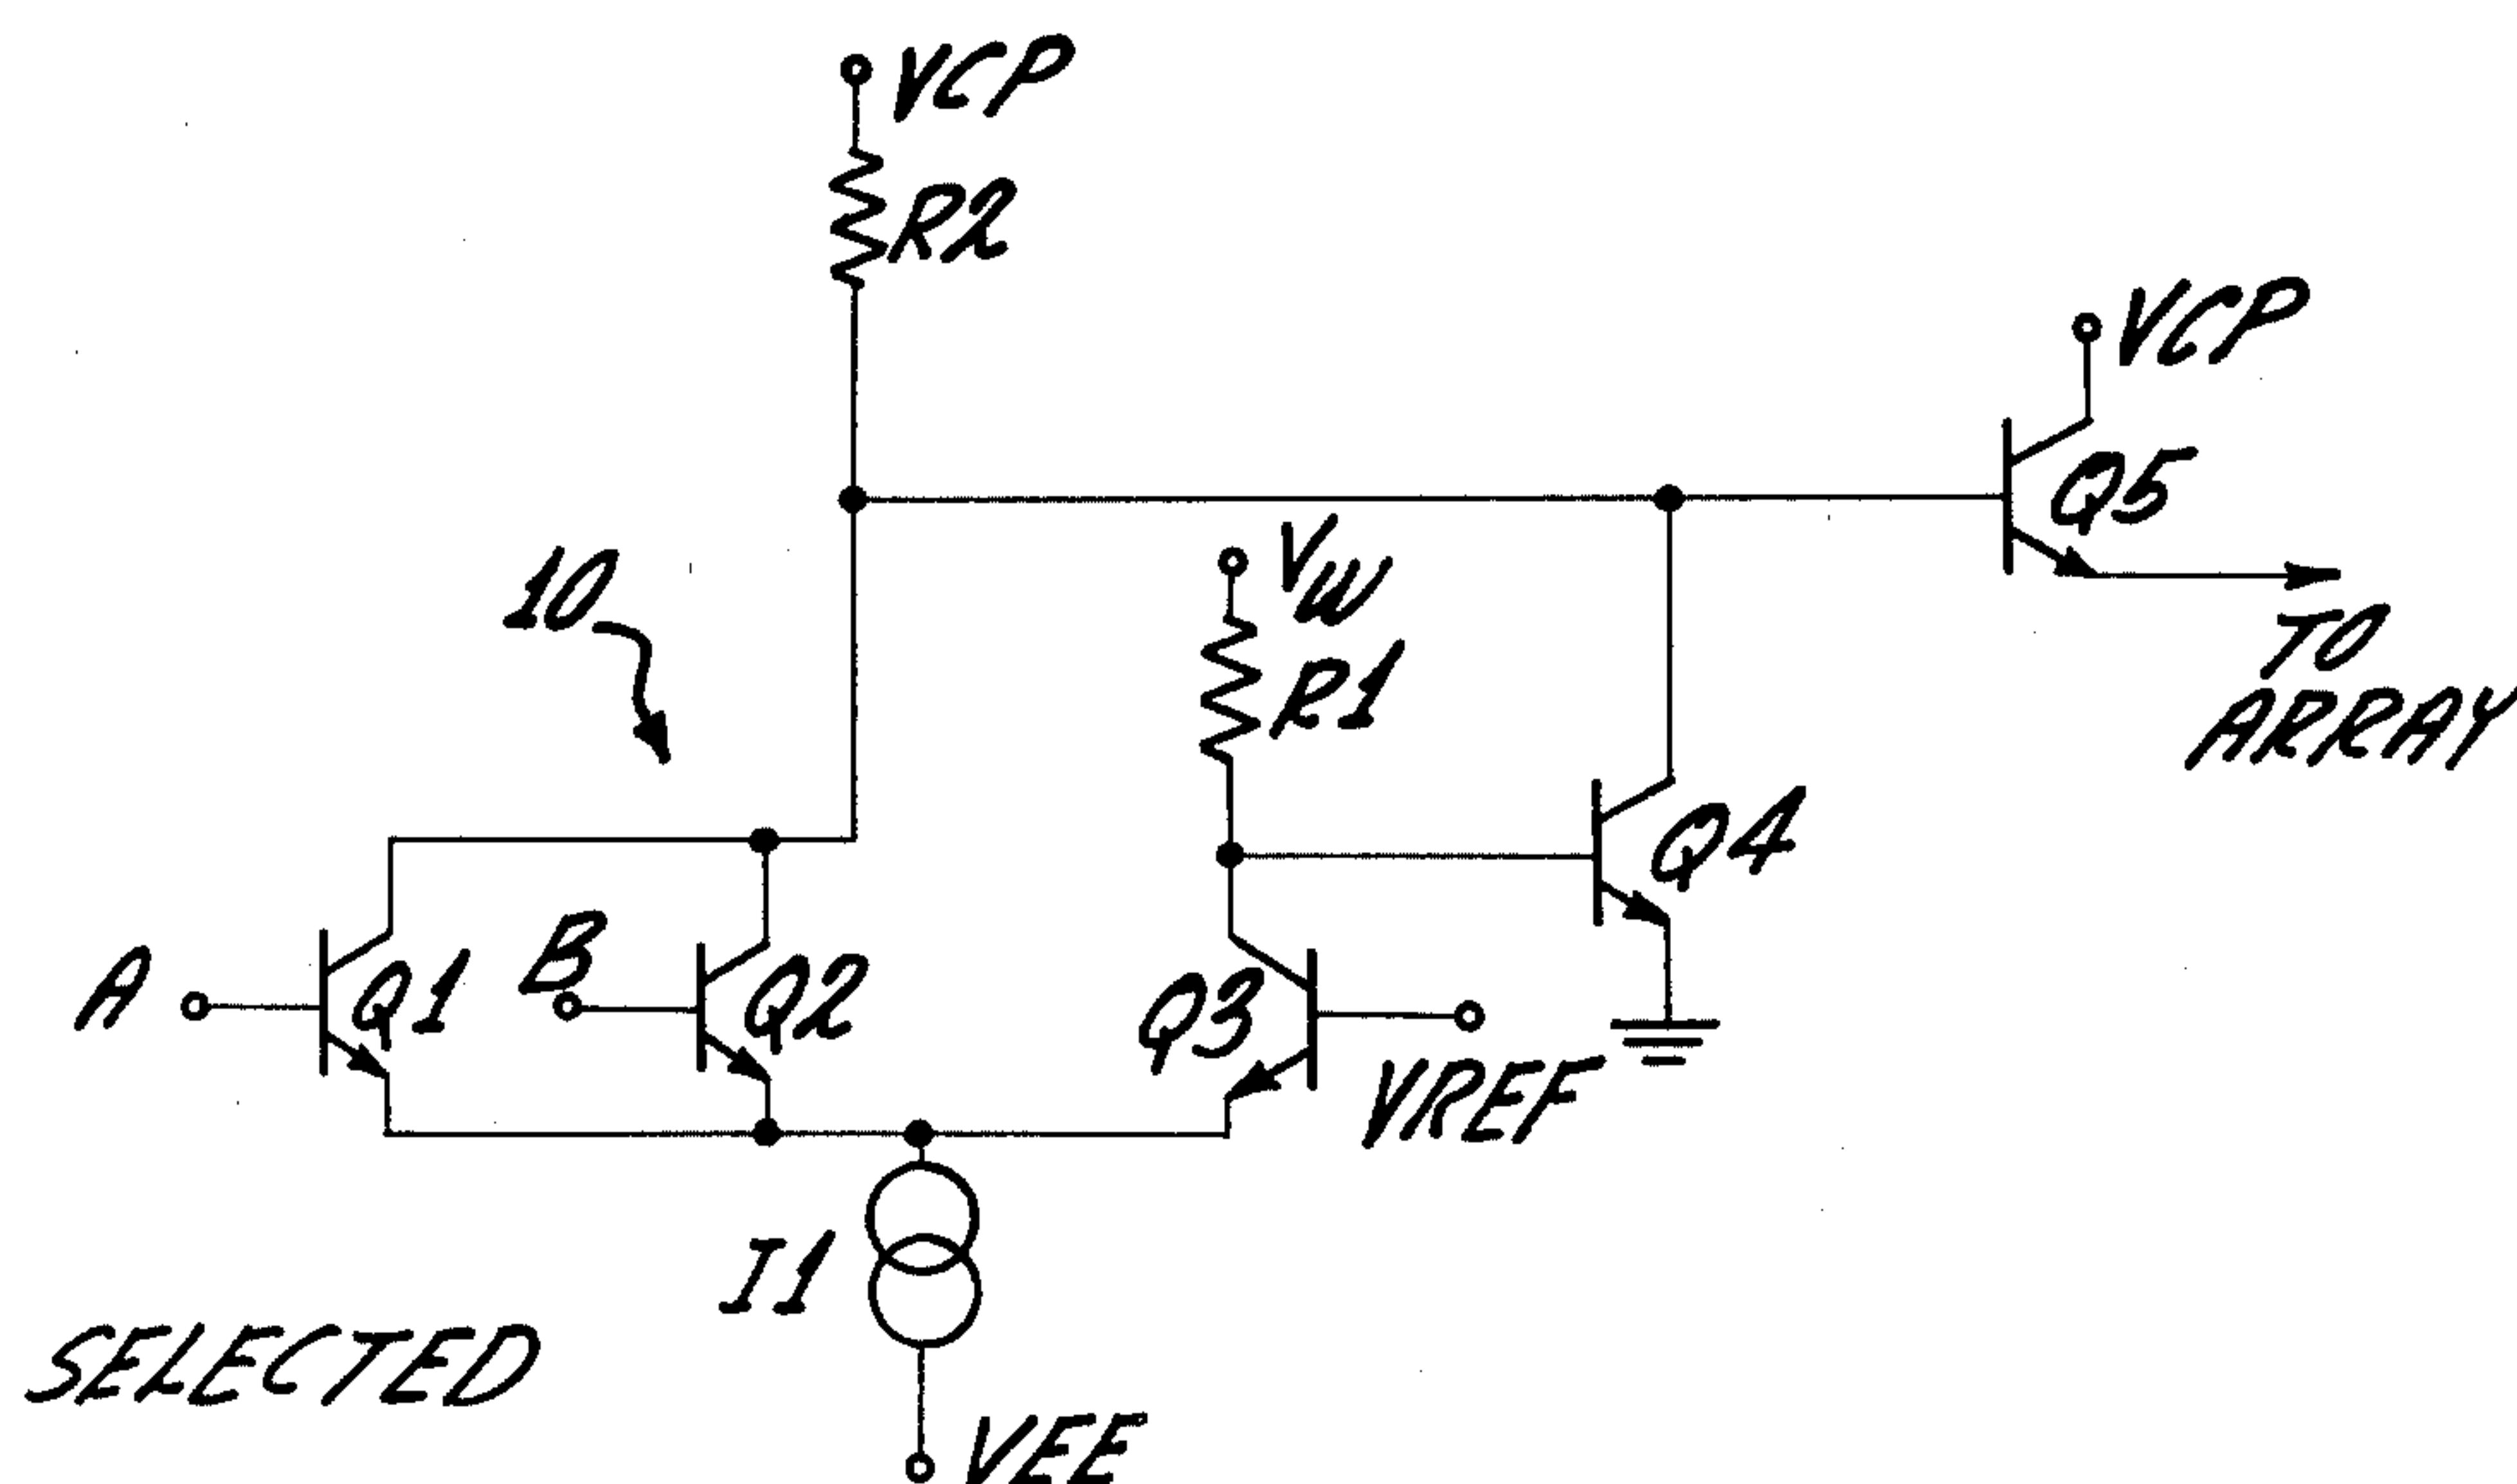 VCP
R2
VCP
Q5
VW
10
R1
TO
ARRAY
Q4
B
A
Q1
Q2
Q3
VREF
I1
SELECTED
VEE